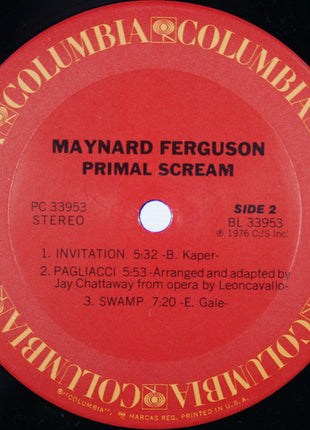 COLUMBIA COLUMBIA
MAYNARD FERGUSON
PRIMAL SCREAM
PC 33953
STEREO
SIDE 2
BL 33953
℗ 1976 CBS Inc.
1. INVITATION 5:32 -B. Kaper-
2. PAGLIACCI 5:53 -Arranged and adapted by
Jay Chattaway from opera by Leoncavallo-
3. SWAMP 7:20 -E. Gale-
COLUMBIA COLUMBIA
®"COLUMBIA", MARCAS REG. PRINTED IN U.S.A.